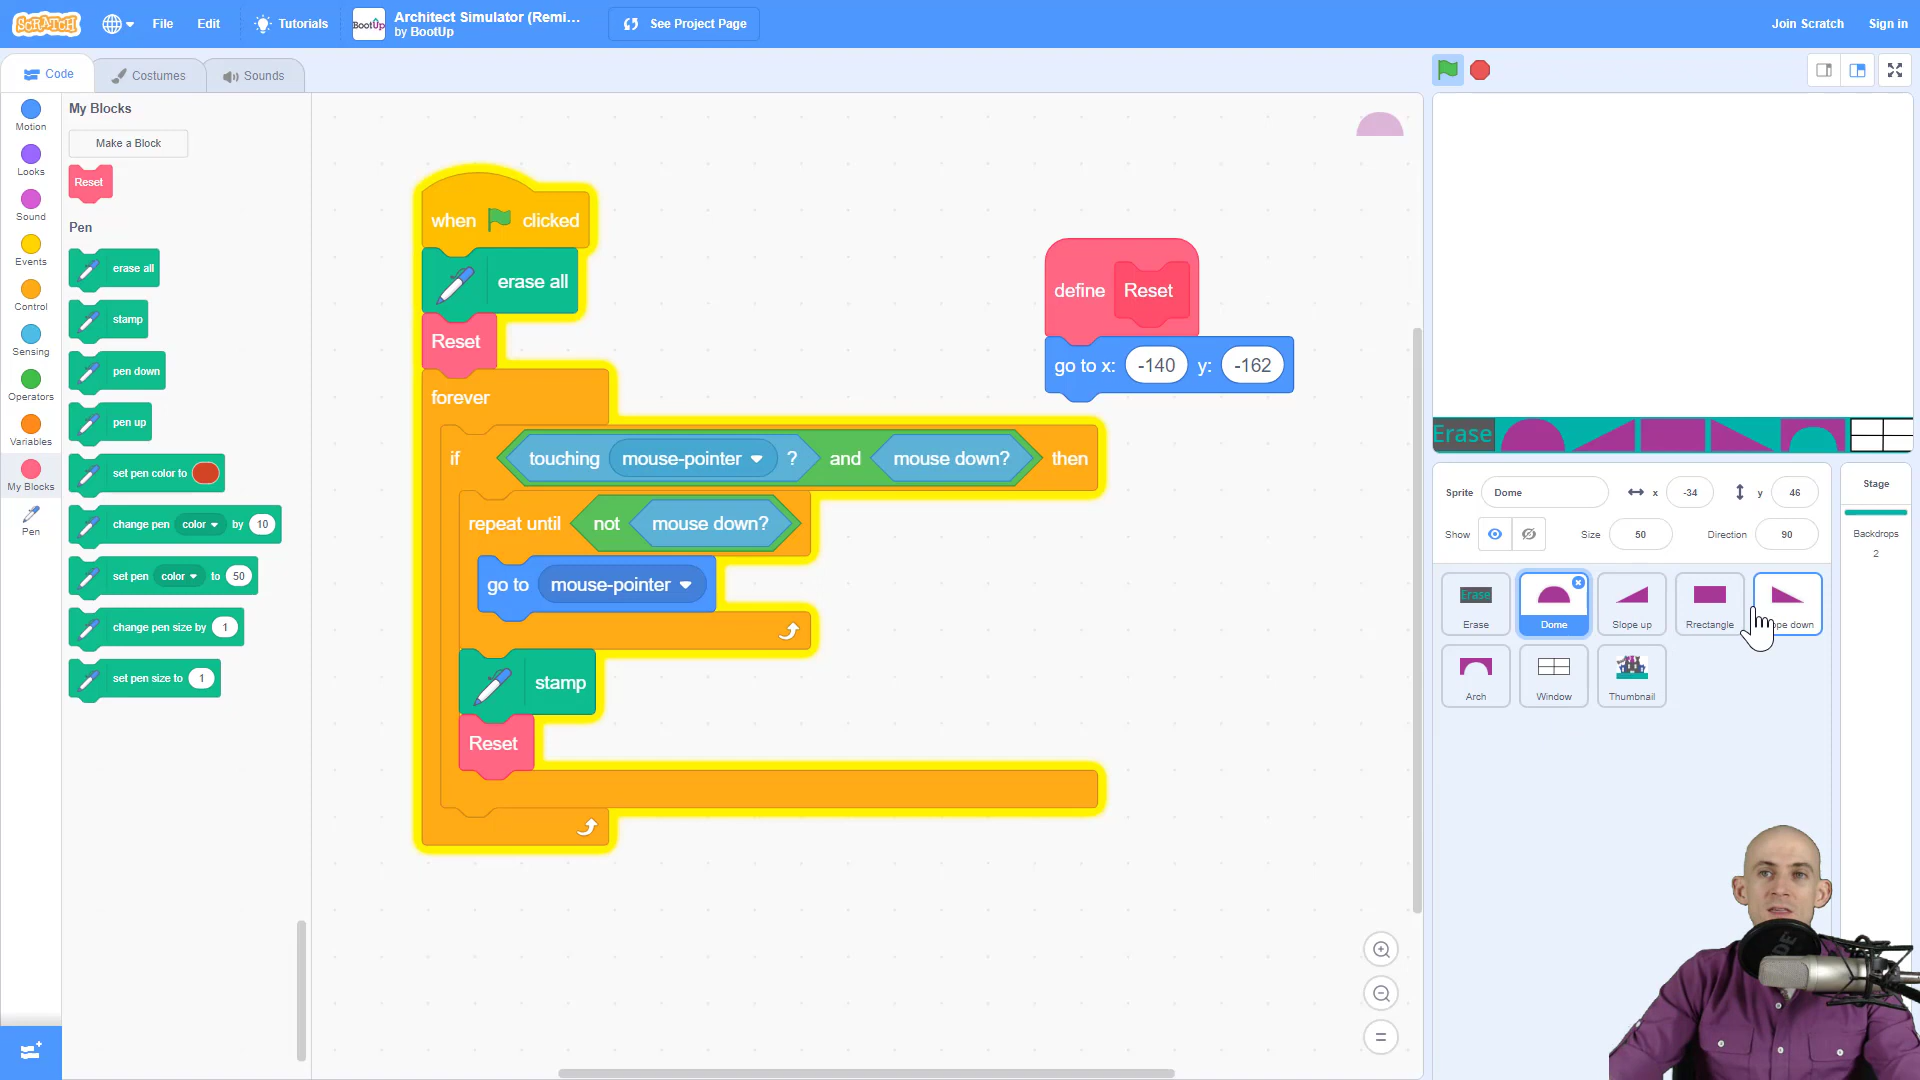 SCRATCH File Edit Tutorials BootUp Architect Simulator (Remi... by BootUp See Project Page Join Scratch Sign in
Code Costumes Sounds
Motion
Looks
Sound
Events
Control
Sensing
Operators
Variables
My Blocks
Pen
My Blocks
Make a Block
Reset
Pen
erase all
stamp
pen down
pen up
set pen color to
change pen color by 10
set pen color to 50
change pen size by 1
set pen size to 1
when clicked
erase all
Reset
forever
if touching mouse-pointer ? and mouse down? then
repeat until not mouse down?
go to mouse-pointer
stamp
Reset
define Reset
go to x: -140 y: -162
Erase
Sprite Dome x -34 y 46
Show Size 50 Direction 90
Erase
Erase Dome Slope up Rrectangle pe down
Arch Window Thumbnail
Stage
Backdrops
2